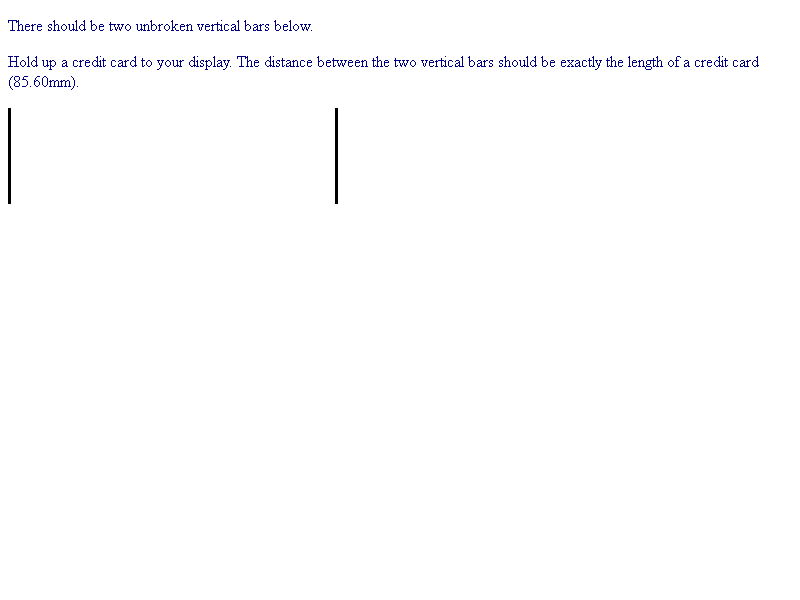 There should be two unbroken vertical bars below.
Hold up a credit card to your display. The distance between the two vertical bars should be exactly the length of a credit card
(85.60mm).